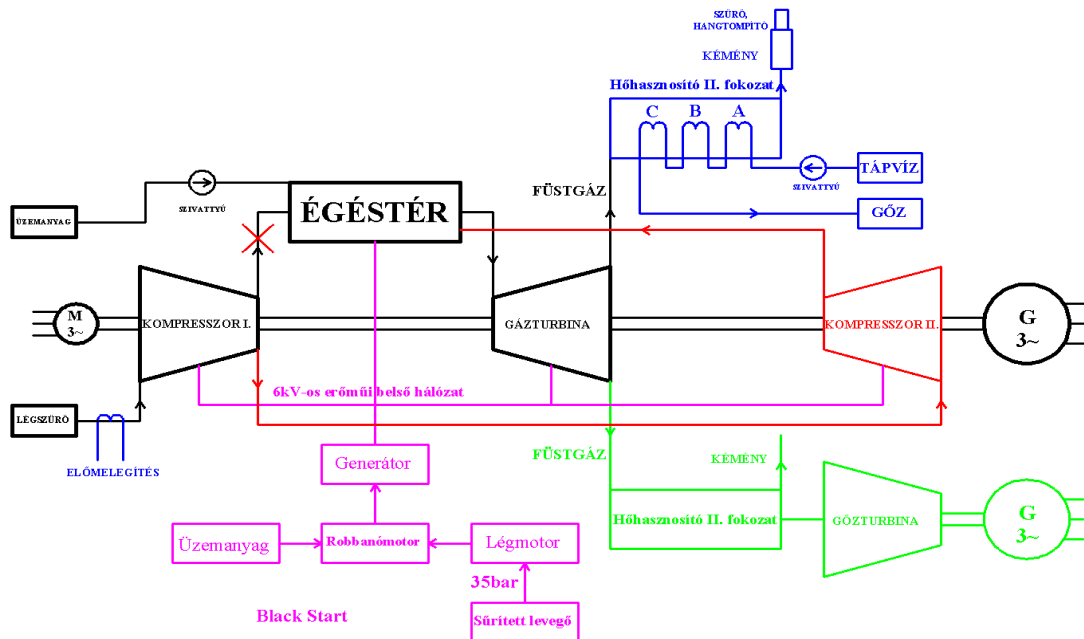 SZŰRŐ,
HANGTOMPÍTÓ
KÉMÉNY
Hőhasznosító II. fokozat
C B A
TÁPVÍZ
SZIVATTYÚ
GŐZ
FÜSTGÁZ
ÜZEMANYAG
SZIVATTYÚ
ÉGÉSTÉR
M
3~
KOMPRESSZOR I.
GÁZTURBINA
KOMPRESSZOR II.
G
3~
6kV-os erőműi belső hálózat
LÉGSZŰRŐ
ELŐMELEGÍTÉS
FÜSTGÁZ
KÉMÉNY
Generátor
Hőhasznosító II. fokozat
GŐZTURBINA
G
3~
Üzemanyag
Robbanómotor
Légmotor
35bar
Black Start
Sűrített levegő